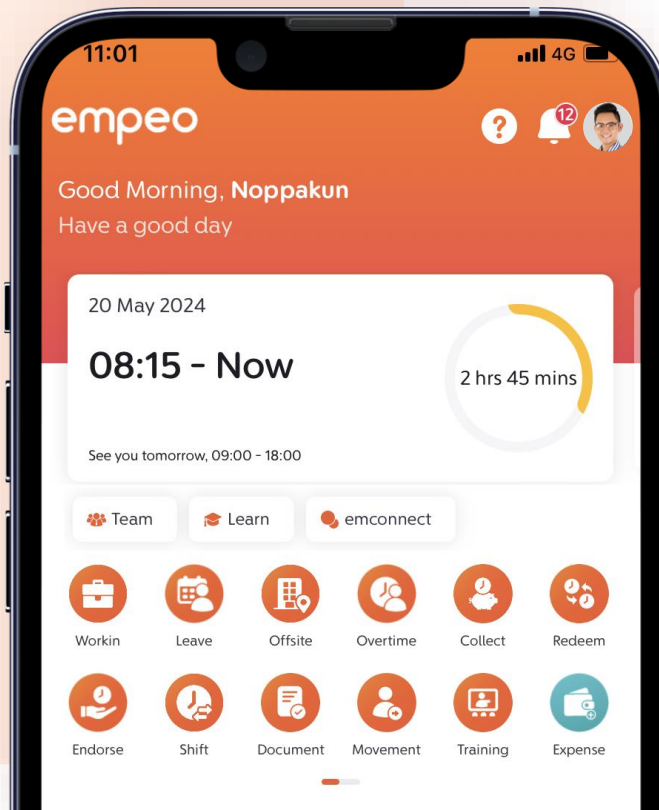 11:01 4G
empeo
? 12
Good Morning, Noppakun
Have a good day
20 May 2024
08:15 - Now
2 hrs 45 mins
See you tomorrow, 09:00 - 18:00
Team Learn emconnect
Workin Leave Offsite Overtime Collect Redeem
Endorse Shift Document Movement Training Expense